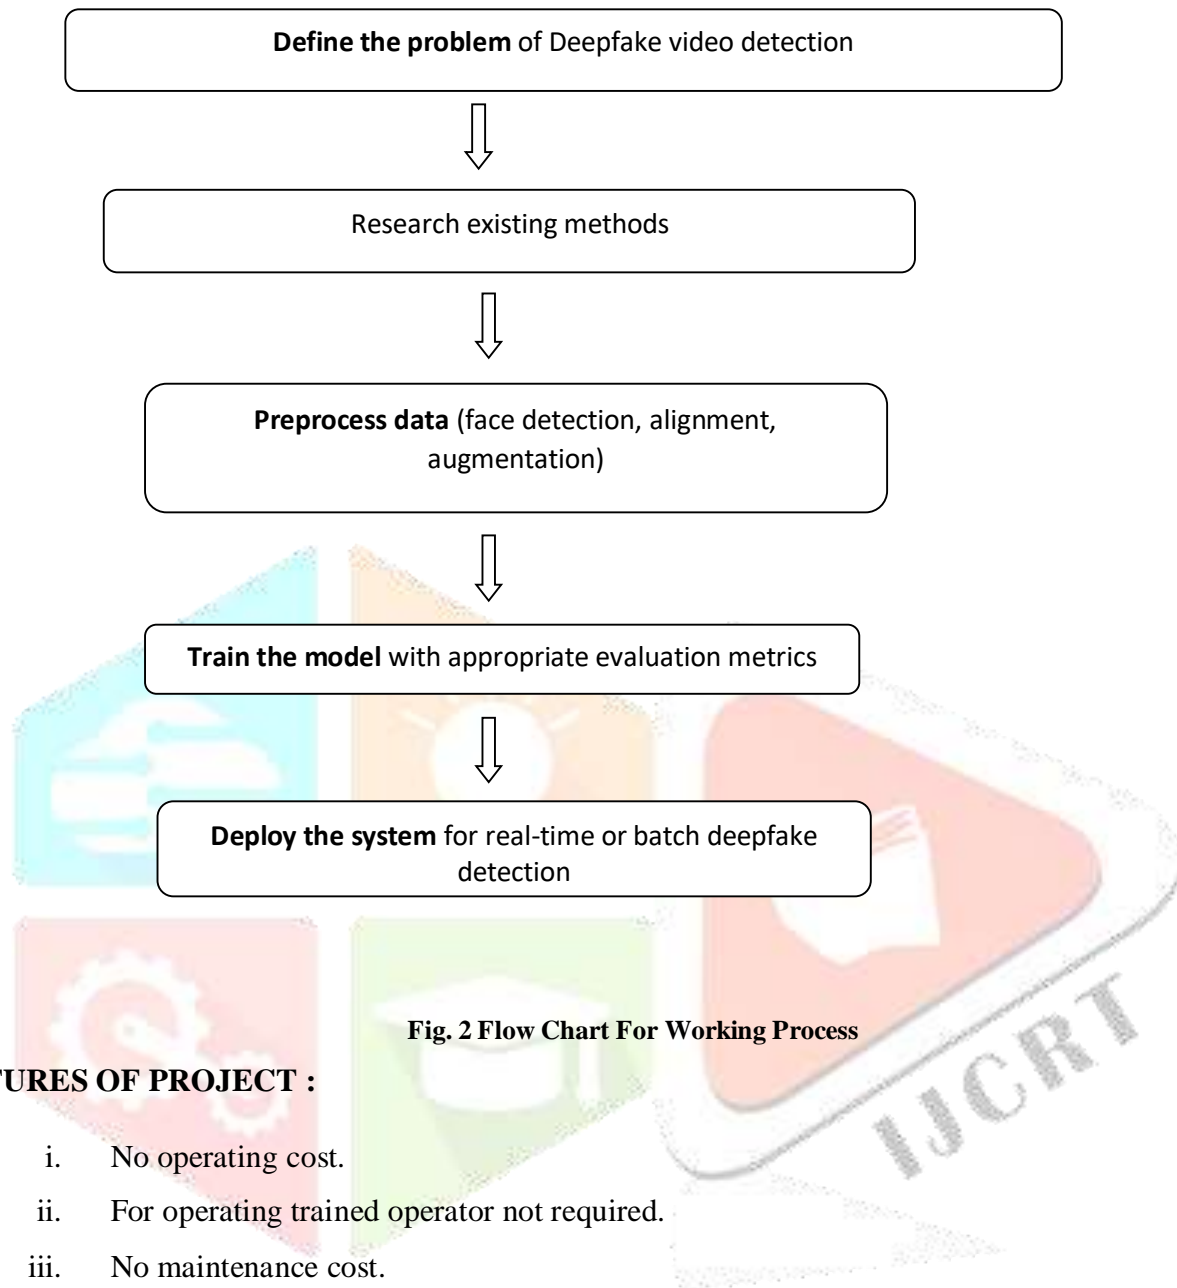 Define the problem of Deepfake video detection
Research existing methods
Preprocess data (face detection, alignment,
augmentation)
Train the model with appropriate evaluation metrics
Deploy the system for real-time or batch deepfake
detection
Fig. 2 Flow Chart For Working Process
TURES OF PROJECT :
i. No operating cost.
ii. For operating trained operator not required.
iii. No maintenance cost.
IJCRT